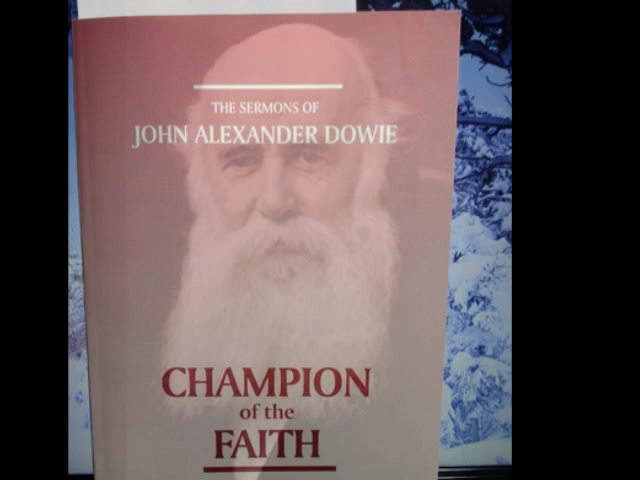 THE SERMONS OF
JOHN ALEXANDER DOWIE
CHAMPION
of the
FAITH